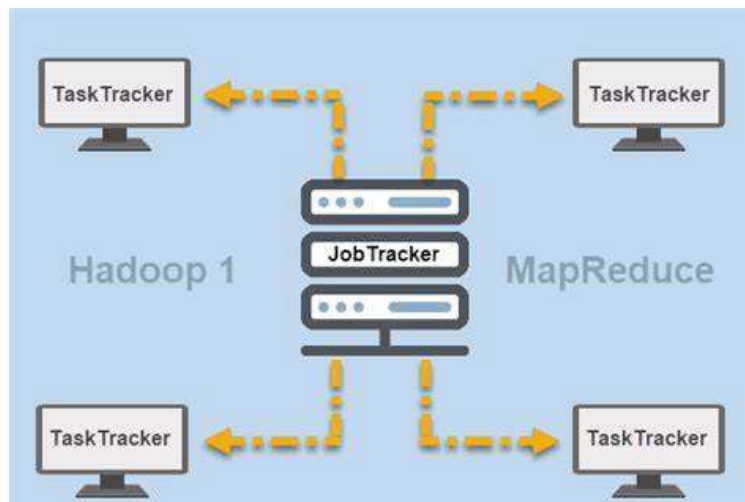 TaskTracker
TaskTracker
JobTracker
Hadoop 1
MapReduce
TaskTracker
TaskTracker